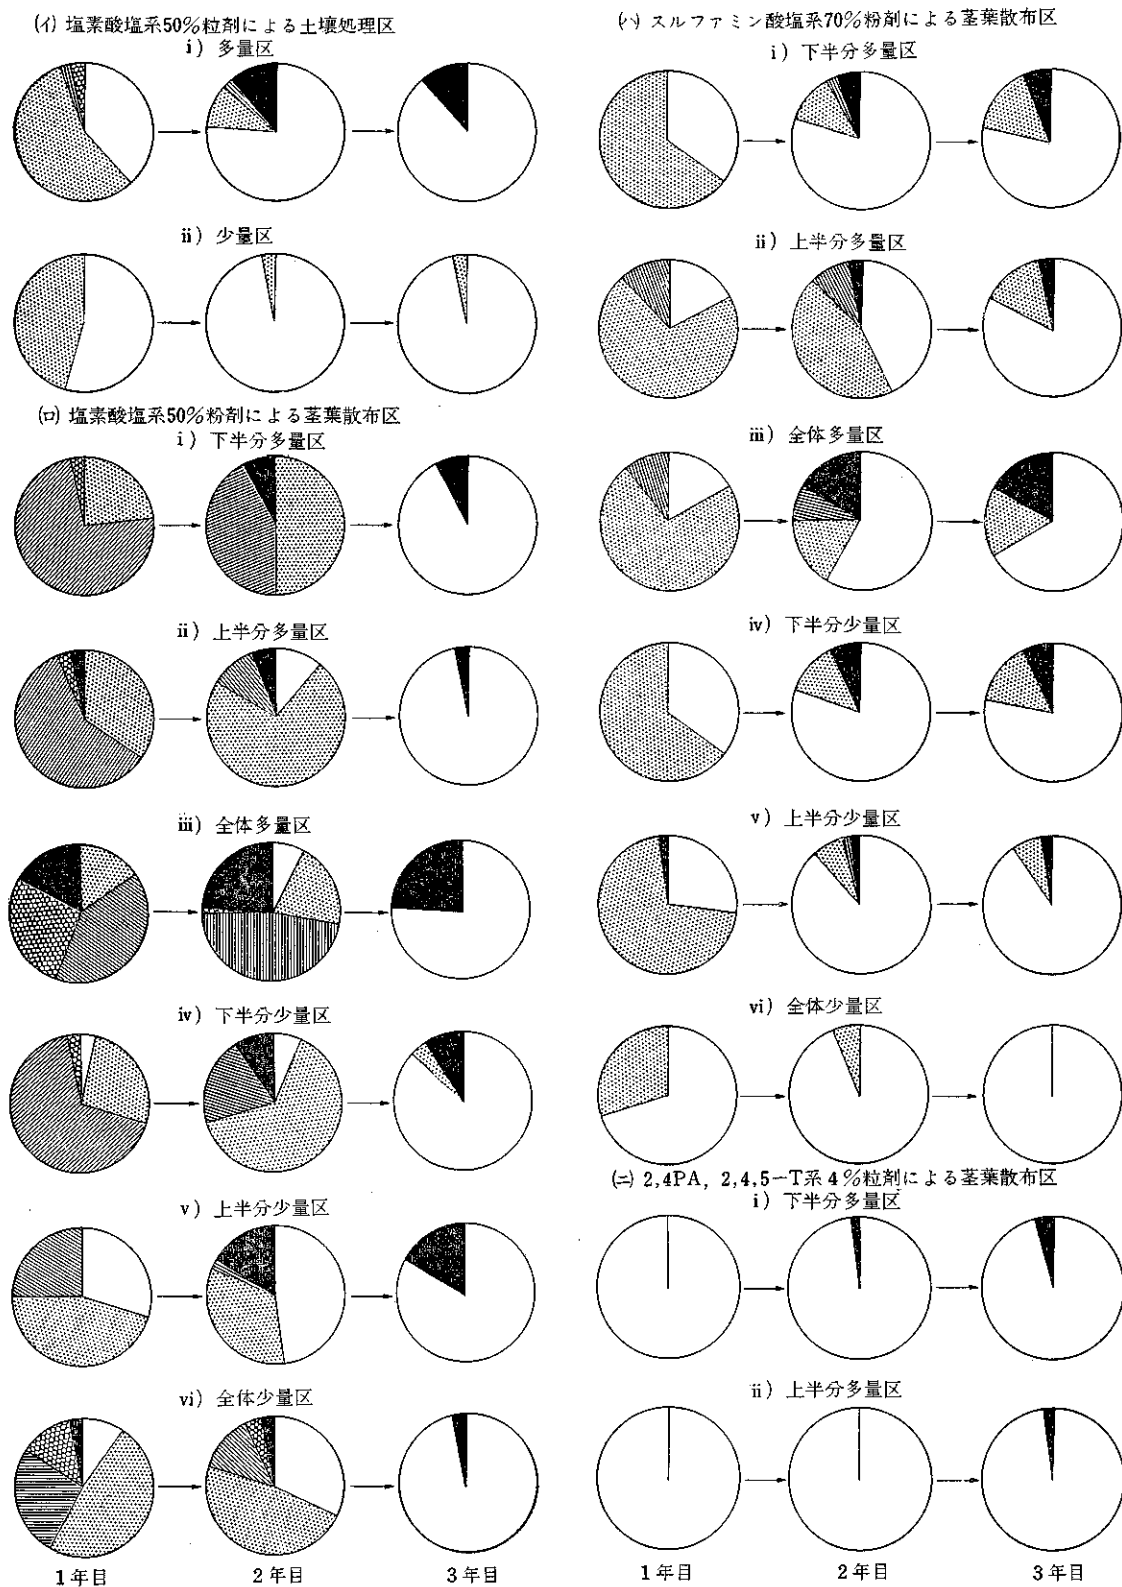 (イ) 塩素酸塩系50%粒剤による土壌処理区
i) 多量区
ii) 少量区
(ロ) 塩素酸塩系50%粉剤による茎葉散布区
i) 下半分多量区
ii) 上半分多量区
iii) 全体多量区
iv) 下半分少量区
v) 上半分少量区
vi) 全体少量区
1年目 2年目 3年目
(ハ) スルファミン酸塩系70%粉剤による茎葉散布区
i) 下半分多量区
ii) 上半分多量区
iii) 全体多量区
iv) 下半分少量区
v) 上半分少量区
vi) 全体少量区
(ニ) 2,4PA, 2,4,5-T系4%粒剤による茎葉散布区
i) 下半分多量区
ii) 上半分多量区
1年目 2年目 3年目